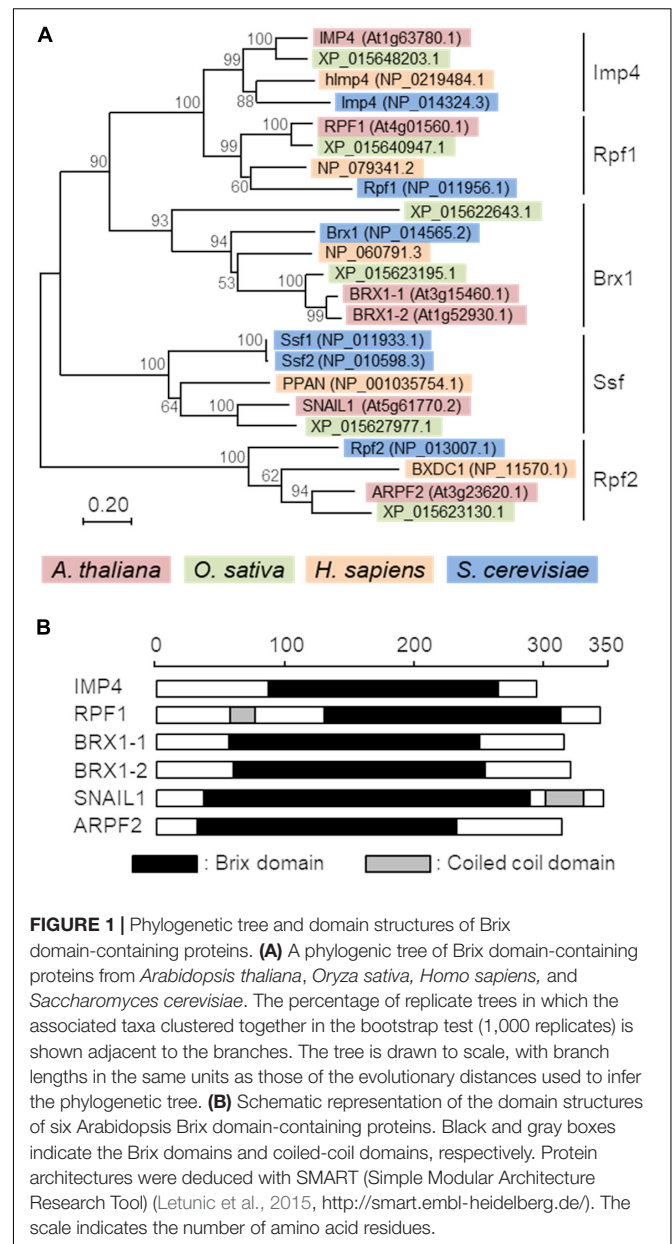 A
100
IMP4 (At1g63780.1)
99
XP_015648203.1
hImp4 (NP_0219484.1
Imp4
100
88
Imp4 (NP_014324.3)
100
RPF1 (At4g01560.1)
99
XP_015640947.1
90
NP_079341.2
Rpf1
60
Rpf1 (NP_011956.1)
XP_015622643.1
93
Brx1 (NP_014565.2)
94
NP_060791.3
53
100
XP_015623195.1
Brx1
BRX1-1 (At3g15460.1)
99
BRX1-2 (At1g52930.1)
100
Ssf1 (NP_011933.1)
Ssf2 (NP_010598.3)
100
PPAN (NP_001035754.1)
Ssf
64
100
SNAIL1 (At5g61770.2)
XP_015627977.1
100
Rpf2 (NP_013007.1)
62
BXDC1 (NP_11570.1)
Rpf2
94
ARPF2 (At3g23620.1)
XP_015623130.1
0.20
A. thaliana O. sativa H. sapiens S. cerevisiae
B
0 100 200 300 350
IMP4
RPF1
BRX1-1
BRX1-2
SNAIL1
ARPF2
: Brix domain : Coiled coil domain
FIGURE 1 | Phylogenetic tree and domain structures of Brix
domain-containing proteins. (A) A phylogenic tree of Brix domain-containing
proteins from Arabidopsis thaliana, Oryza sativa, Homo sapiens, and
Saccharomyces cerevisiae. The percentage of replicate trees in which the
associated taxa clustered together in the bootstrap test (1,000 replicates) is
shown adjacent to the branches. The tree is drawn to scale, with branch
lengths in the same units as those of the evolutionary distances used to infer
the phylogenetic tree. (B) Schematic representation of the domain structures
of six Arabidopsis Brix domain-containing proteins. Black and gray boxes
indicate the Brix domains and coiled-coil domains, respectively. Protein
architectures were deduced with SMART (Simple Modular Architecture
Research Tool) (Letunic et al., 2015, http://smart.embl-heidelberg.de/). The
scale indicates the number of amino acid residues.